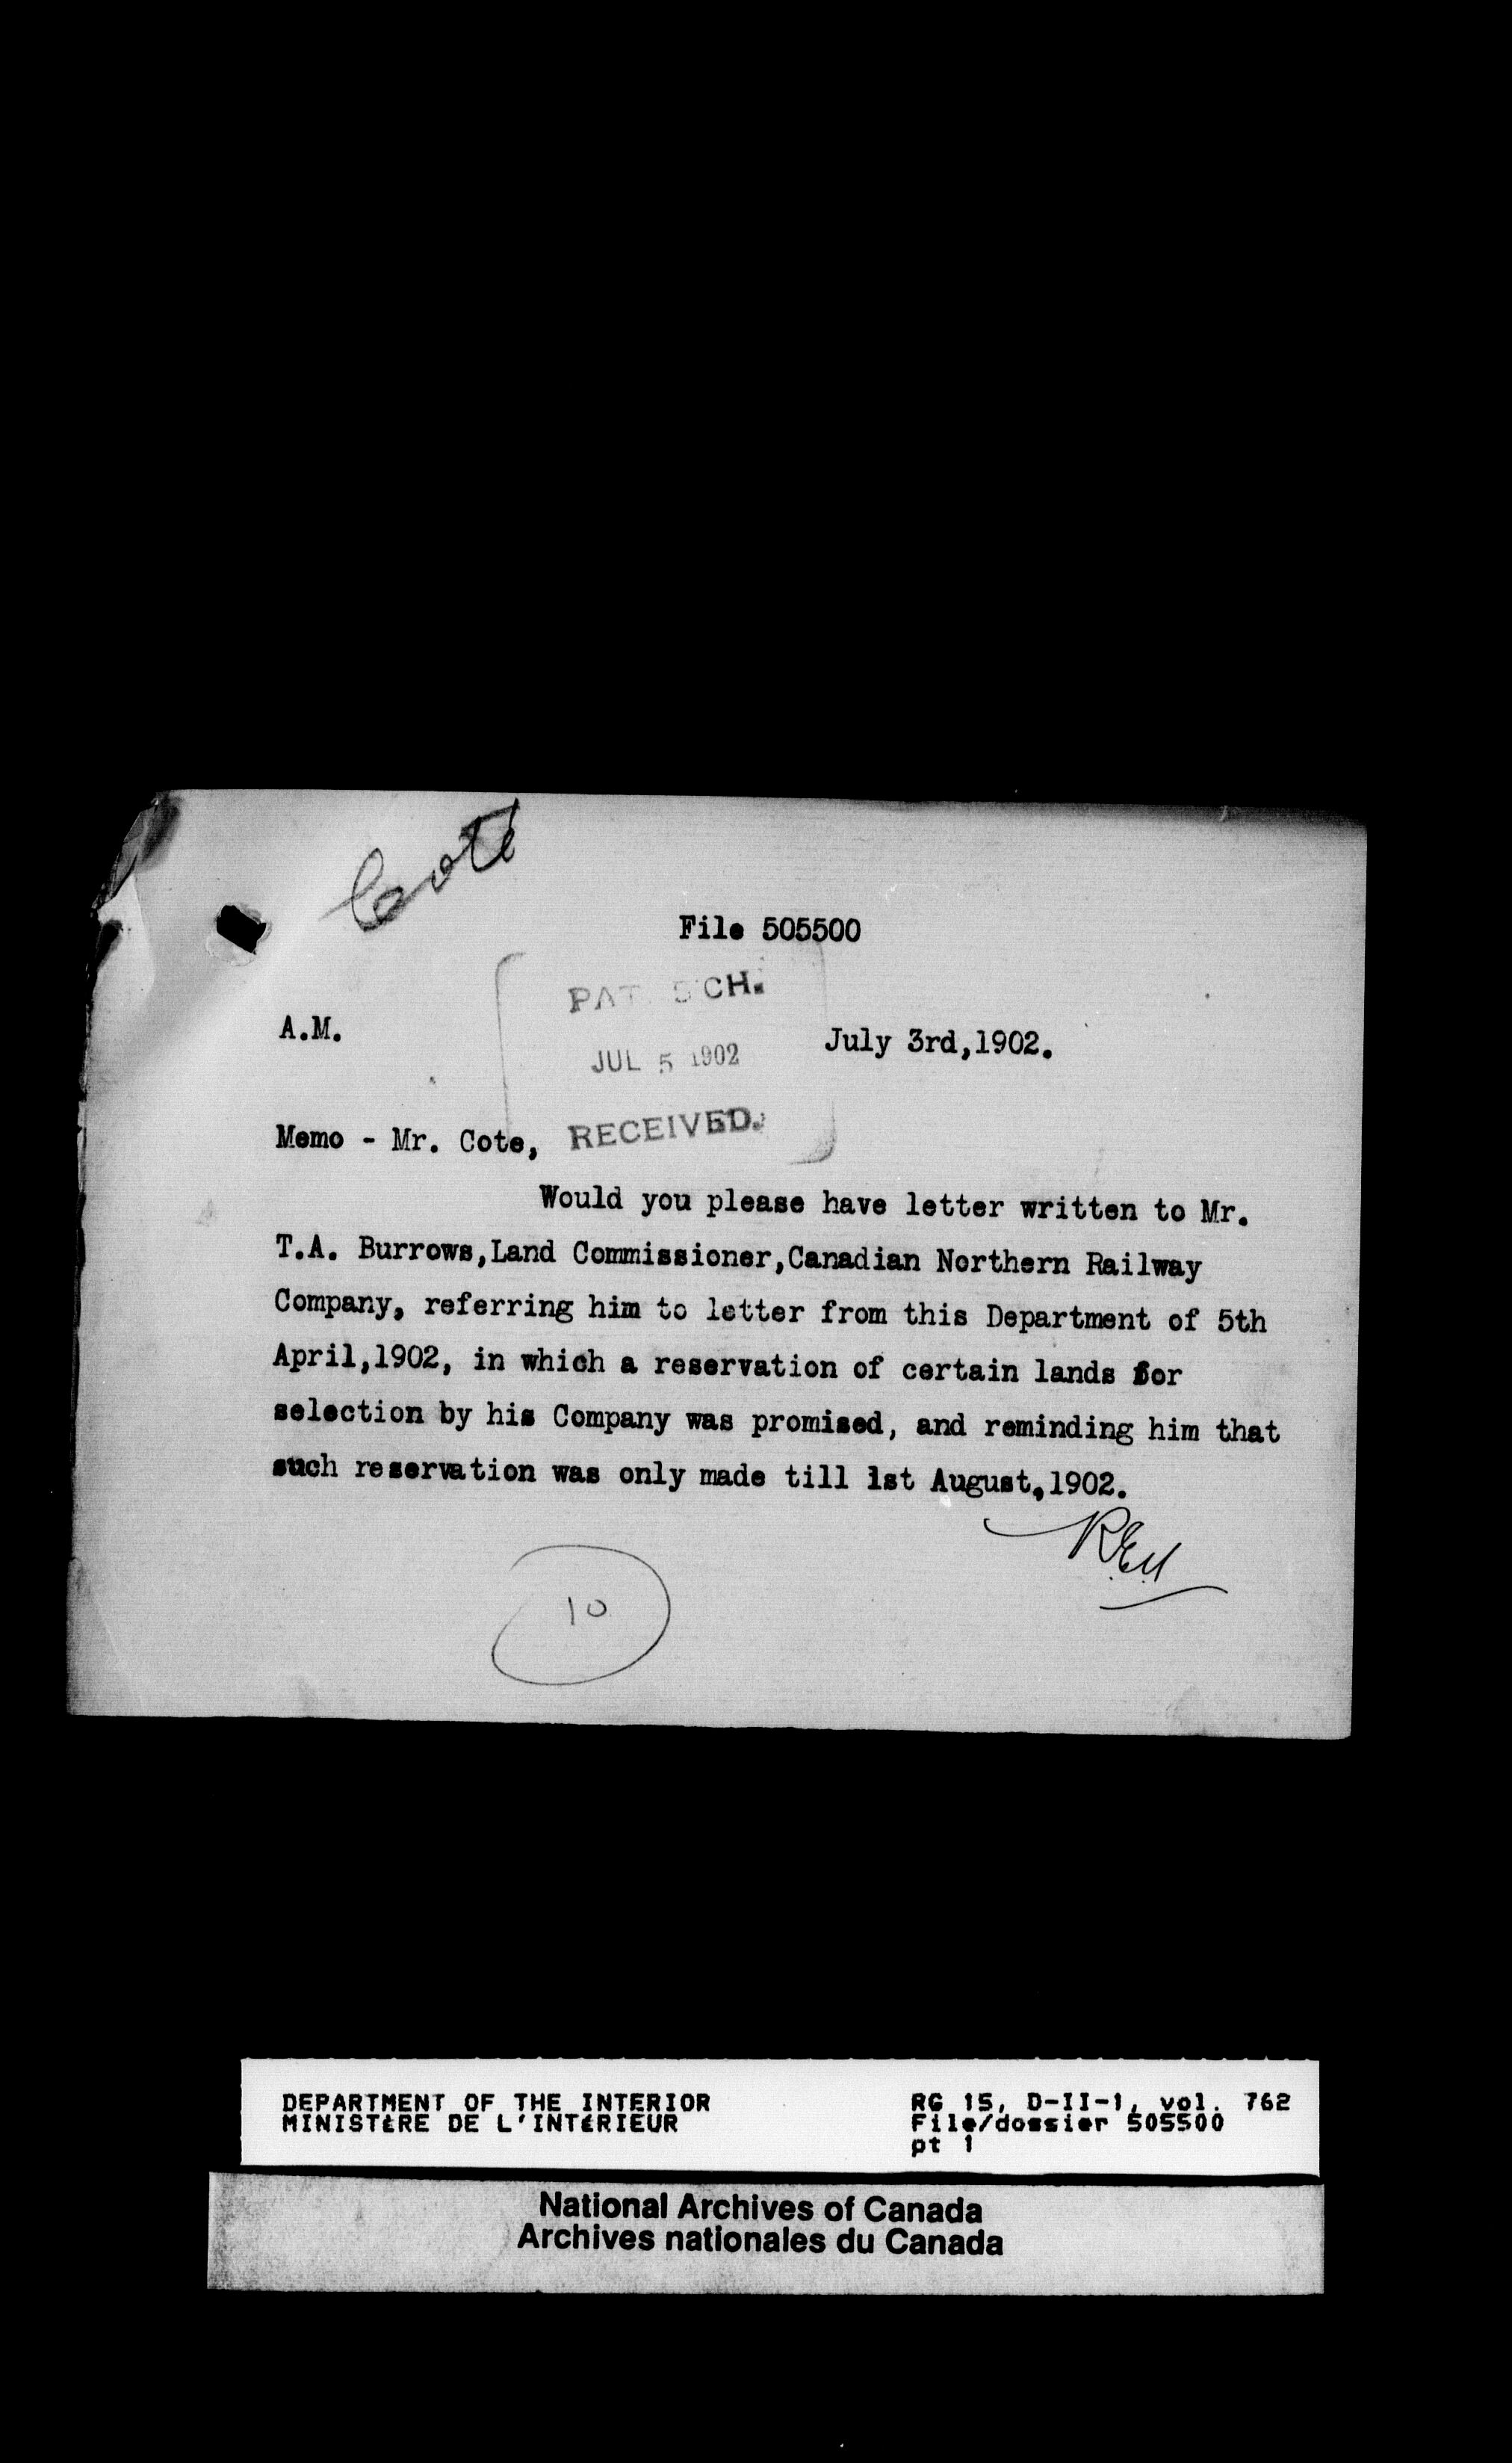 Cote
File 505500
PAT. CH.
A.M.
JUL 5 1902
July 3rd,1902.
Memo - Mr. Cote,
RECEIVED.
Would you please have letter written to Mr.
T.A. Burrows,Land Commissioner,Canadian Northern Railway
Company, referring him to letter from this Department of 5th
April,1902, in which a reservation of certain lands for
selection by his Company was promised, and reminding him that
such reservation was only made till 1st August,1902.
10
DEPARTMENT OF THE INTERIOR
MINISTÈRE DE L'INTÉRIEUR
RG 15, D-II-1, vol. 762
File/dossier 505500
pt 1
National Archives of Canada
Archives nationales du Canada